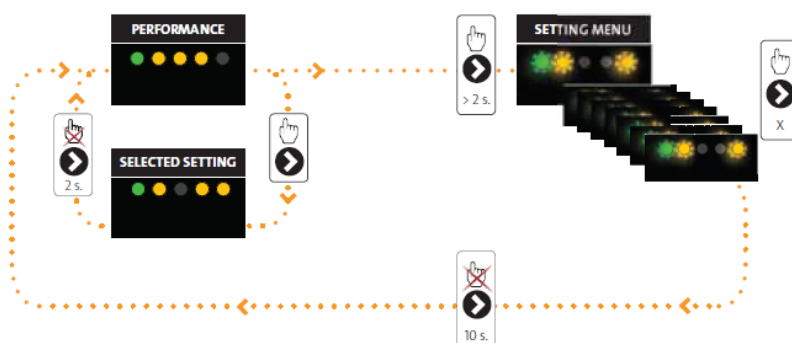 PERFORMANCE
SETTING MENU
> 2 s.
X
2 s.
SELECTED SETTING
10 s.